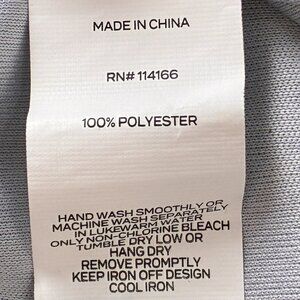 MADE IN CHINA
RN# 114166
100% POLYESTER
HAND WASH SMOOTHLY OR
MACHINE WASH SEPARATELY
IN LUKEWARM WATER
ONLY NON-CHLORINE BLEACH
TUMBLE DRY LOW OR
HANG DRY
REMOVE PROMPTLY
KEEP IRON OFF DESIGN
COOL IRON